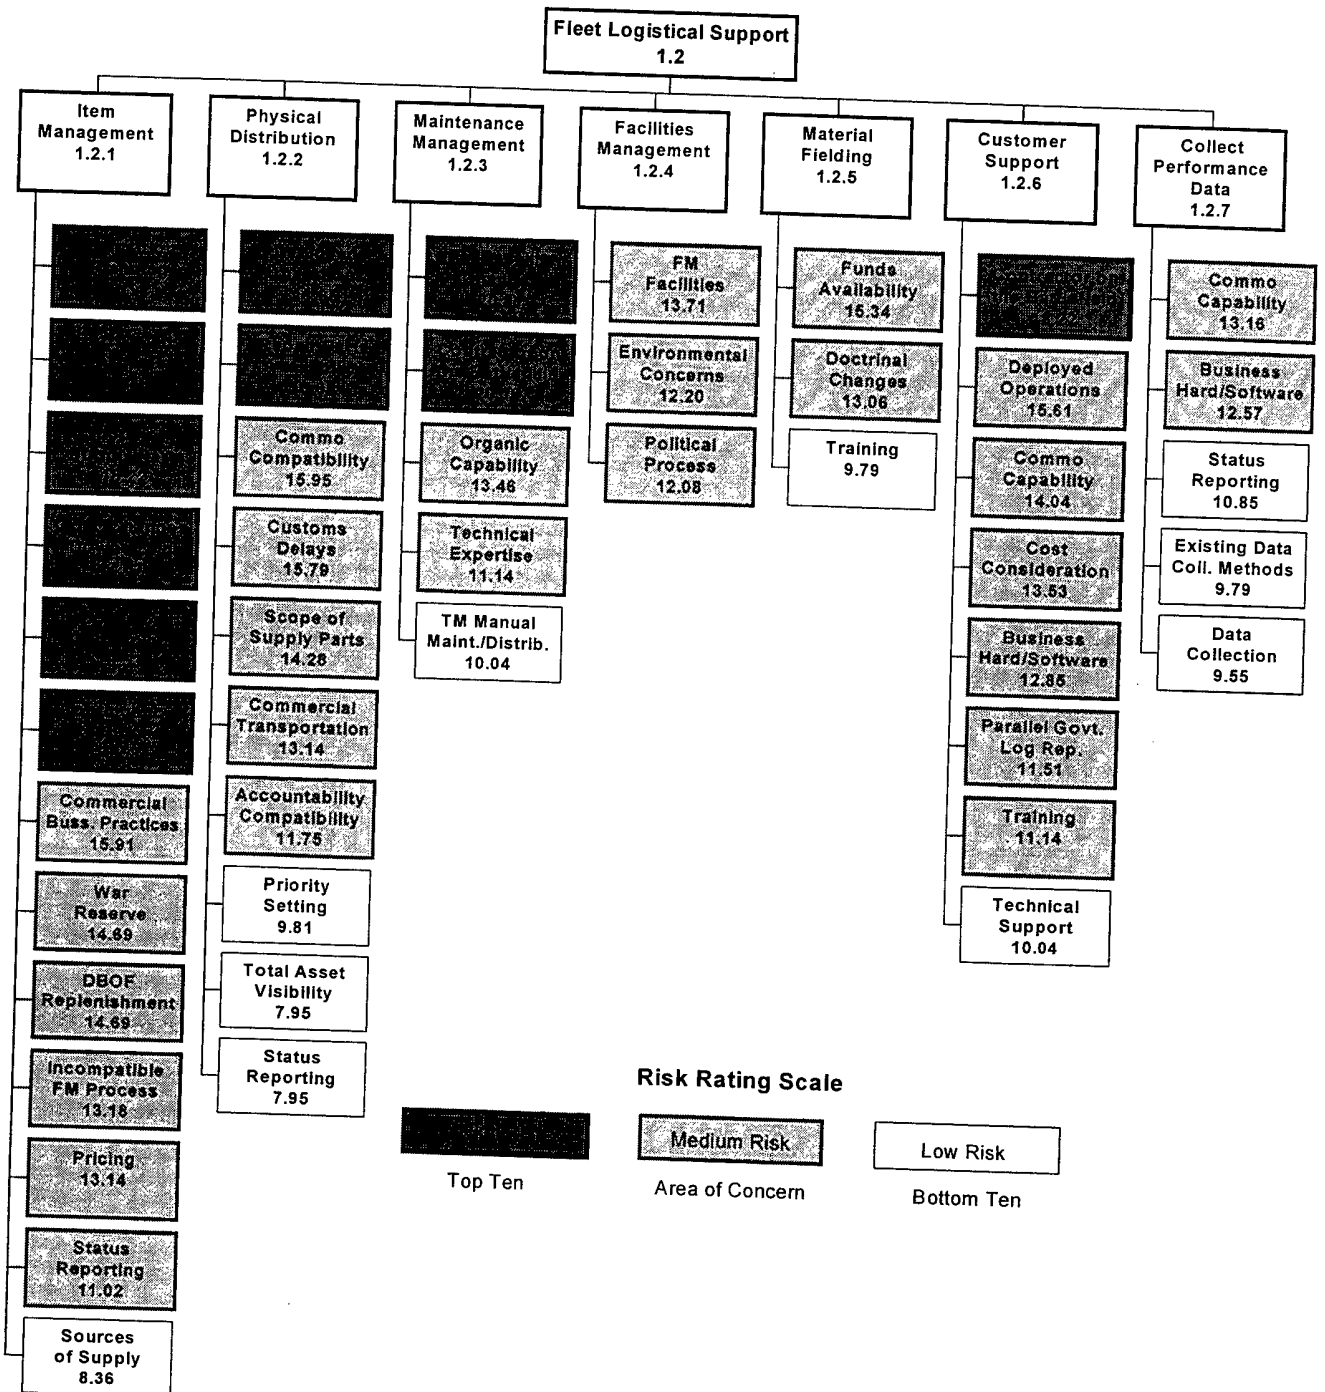 Fleet Logistical Support
1.2
Item
Management
1.2.1
Physical
Distribution
1.2.2
Maintenance
Management
1.2.3
Facilities
Management
1.2.4
Material
Fielding
1.2.5
Customer
Support
1.2.6
Collect
Performance
Data
1.2.7
Commercial
Buss. Practices
15.91
War
Reserve
14.69
DBOF
Replenishment
14.69
Incompatible
FM Process
13.18
Pricing
13.14
Status
Reporting
11.02
Sources
of Supply
8.36
Commo
Compatibility
15.95
Customs
Delays
15.79
Scope of
Supply Parts
14.28
Commercial
Transportation
13.14
Accountability
Compatibility
11.75
Priority
Setting
9.81
Total Asset
Visibility
7.95
Status
Reporting
7.95
Organic
Capability
13.46
Technical
Expertise
11.14
TM Manual
Maint./Distrib.
10.04
FM
Facilities
13.71
Environmental
Concerns
12.20
Political
Process
12.08
Funds
Availability
15.34
Doctrinal
Changes
13.06
Training
9.79
Deployed
Operations
15.61
Commo
Capability
14.04
Cost
Consideration
13.53
Business
Hard/Software
12.85
Parallel Govt.
Log Rep.
11.51
Training
11.14
Technical
Support
10.04
Commo
Capability
13.16
Business
Hard/Software
12.57
Status
Reporting
10.85
Existing Data
Coll. Methods
9.79
Data
Collection
9.55
Risk Rating Scale
Medium Risk
Low Risk
Top Ten
Area of Concern
Bottom Ten